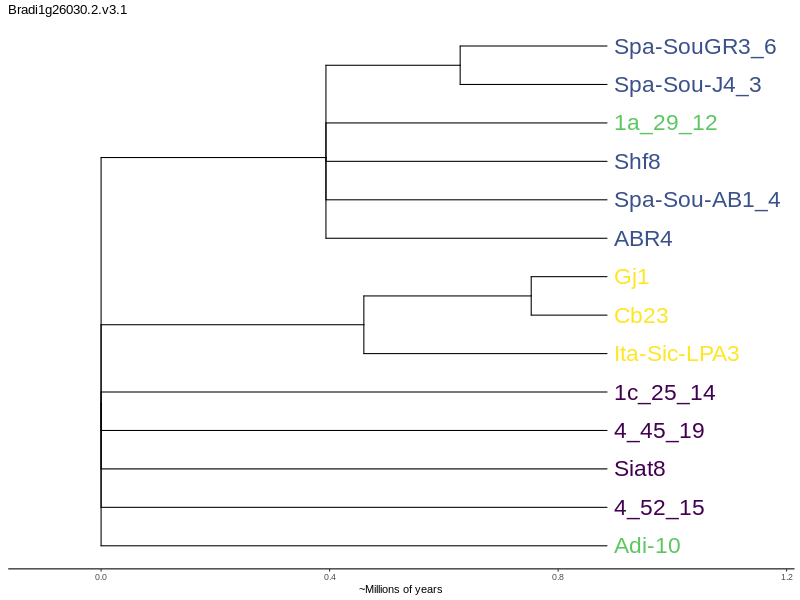 Bradi1g26030.2.v3.1
Spa-SouGR3_6
Spa-Sou-J4_3
1a_29_12
Shf8
Spa-Sou-AB1_4
ABR4
Gj1
Cb23
Ita-Sic-LPA3
1c_25_14
4_45_19
Siat8
4_52_15
Adi-10
0.0 0.4 0.8 1.2
~Millions of years